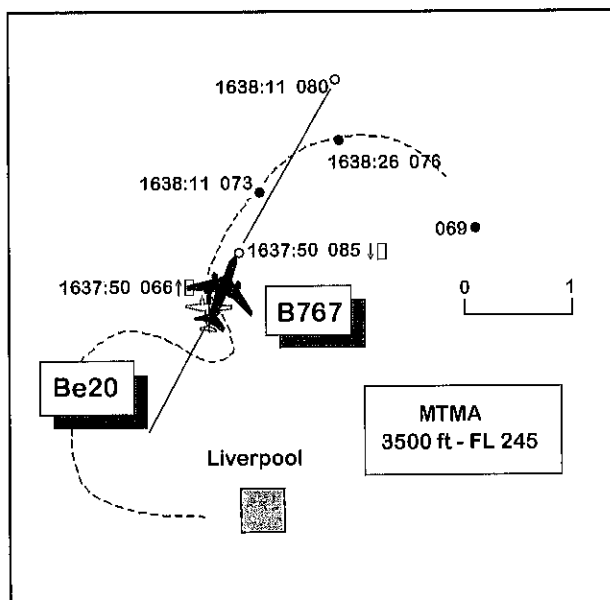 1638:11 080
1638:26 076
1638:11 073
069
1637:50 085↓▯
1637:50 066↑▯
0 1
B767
Be20
MTMA
3500 ft - FL 245
Liverpool